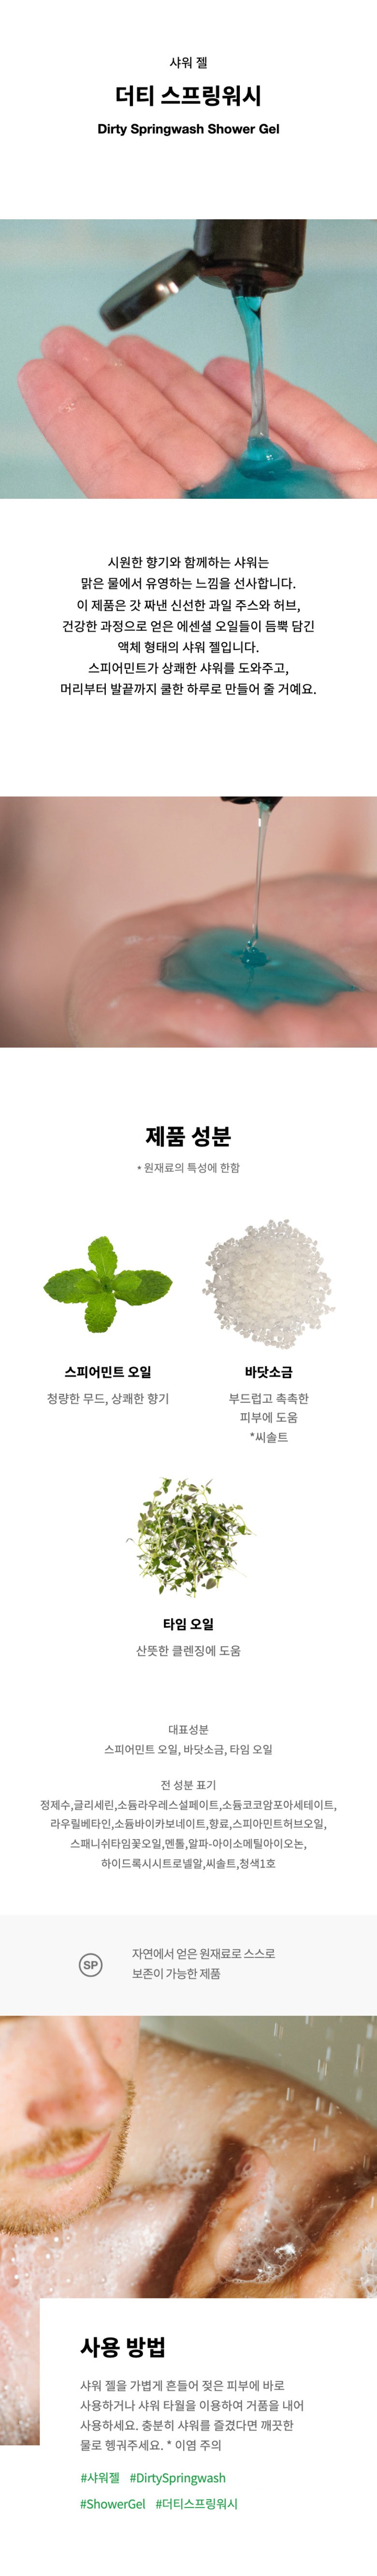 샤워 젤
더티 스프링워시
Dirty Springwash Shower Gel
시원한 향기와 함께하는 샤워는
맑은 물에서 유영하는 느낌을 선사합니다.
이 제품은 갓 짜낸 신선한 과일 주스와 허브,
건강한 과정으로 얻은 에센셜 오일들이 듬뿍 담긴
액체 형태의 샤워 젤입니다.
스피어민트가 상쾌한 샤워를 도와주고,
머리부터 발끝까지 쿨한 하루로 만들어 줄 거예요.
제품 성분
* 원재료의 특성에 한함
스피어민트 오일
청량한 무드, 상쾌한 향기
바닷소금
부드럽고 촉촉한
피부에 도움
*씨솔트
타임 오일
산뜻한 클렌징에 도움
대표성분
스피어민트 오일, 바닷소금, 타임 오일
전 성분 표기
정제수,글리세린,소듐라우레스설페이트,소듐코코암포아세테이트,
라우릴베타인,소듐바이카보네이트,향료,스피아민트허브오일,
스패니쉬타임꽃오일,멘톨,알파-아이소메틸아이오논,
하이드록시시트로넬알,씨솔트,청색1호
SP
자연에서 얻은 원재료로 스스로
보존이 가능한 제품
사용 방법
샤워 젤을 가볍게 흔들어 젖은 피부에 바로
사용하거나 샤워 타월을 이용하여 거품을 내어
사용하세요. 충분히 샤워를 즐겼다면 깨끗한
물로 헹궈주세요. * 이염 주의
#샤워젤 #DirtySpringwash
#ShowerGel #더티스프링워시